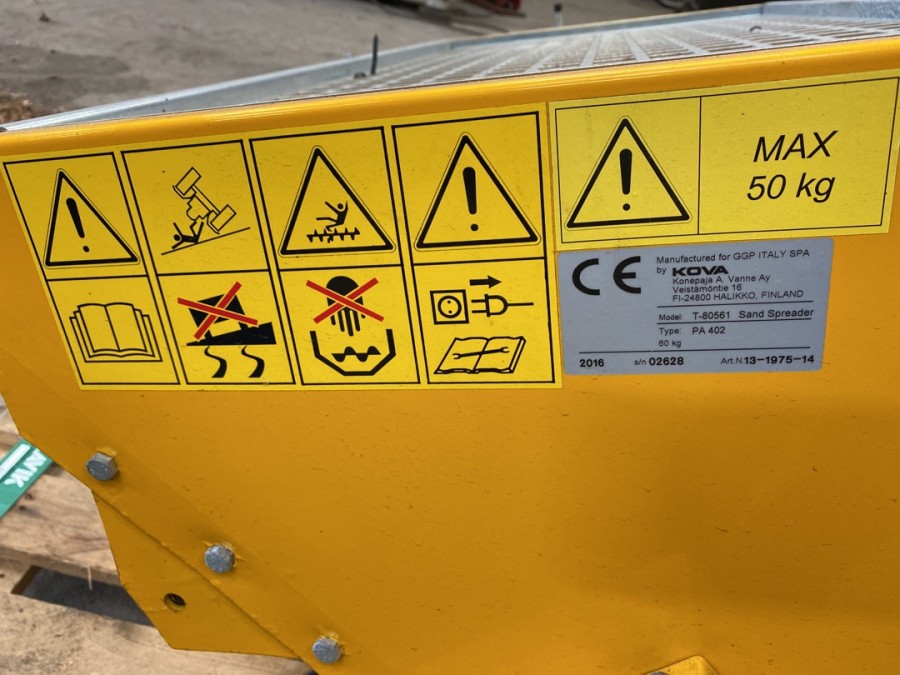 MAX
50 kg
CE
Manufactured for GGP ITALY SPA
by KOVA
Konepaja A. Vanne Ay
Veistämöntie 16
FI-24800 HALIKKO, FINLAND
Model: T-80561 Sand Spreader
Type: PA 402
60 kg
2016 s/n 02628 Art.N 13-1975-14